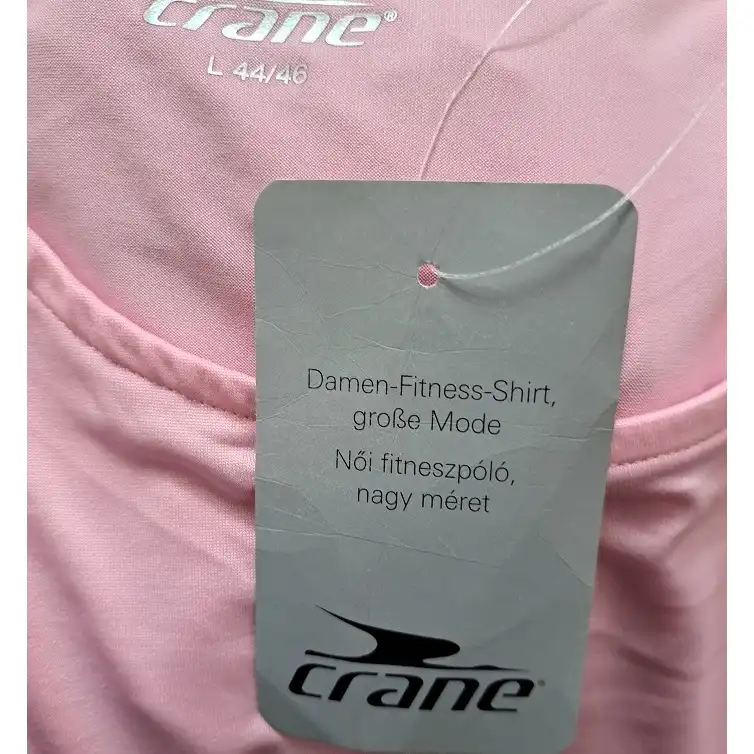 crane®
L 44/46
Damen-Fitness-Shirt,
große Mode
Női fitneszpóló,
nagy méret
crane®